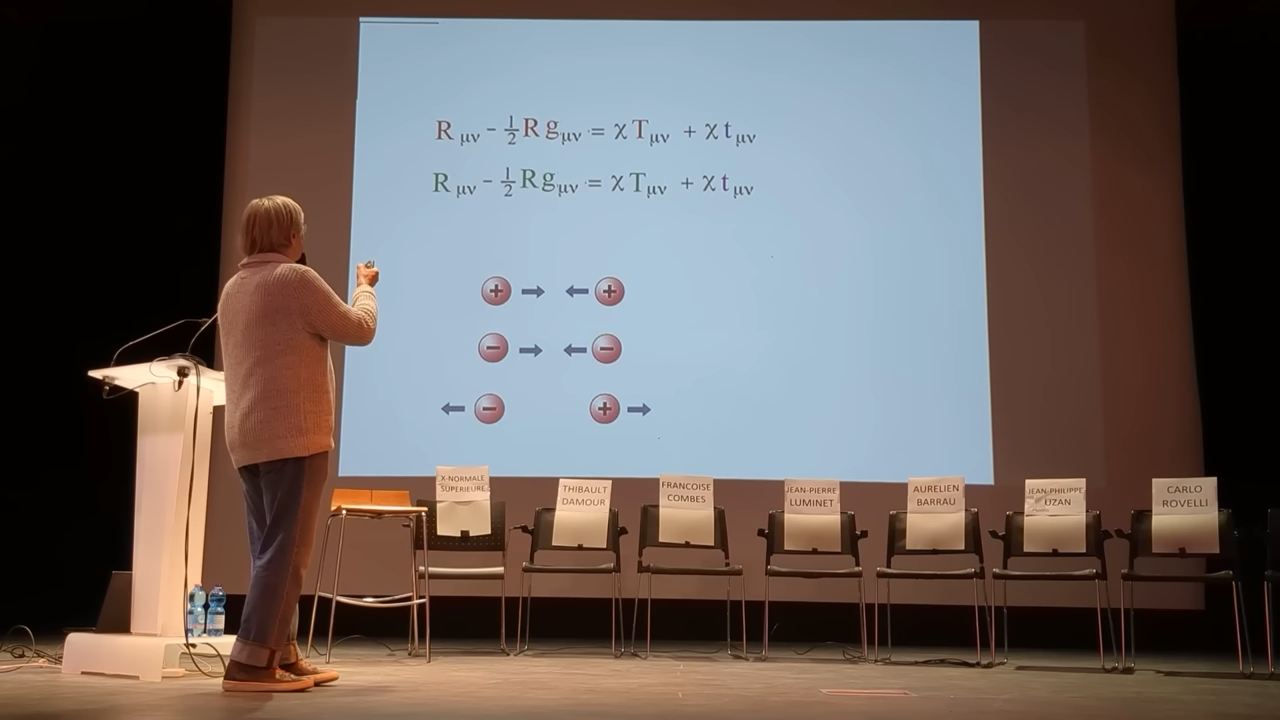 R μν - 1/2 R g μν = χ T μν + χ t μν
R μν - 1/2 R g μν = χ T μν + χ t μν
+ → ← +
- → ← -
← - + →
X-NORMALE
SUPERIEURE
THIBAULT
DAMOUR
FRANCOISE
COMBES
JEAN-PIERRE
LUMINET
AURELIEN
BARRAU
JEAN-PHILIPPE
UZAN
CARLO
ROVELLI